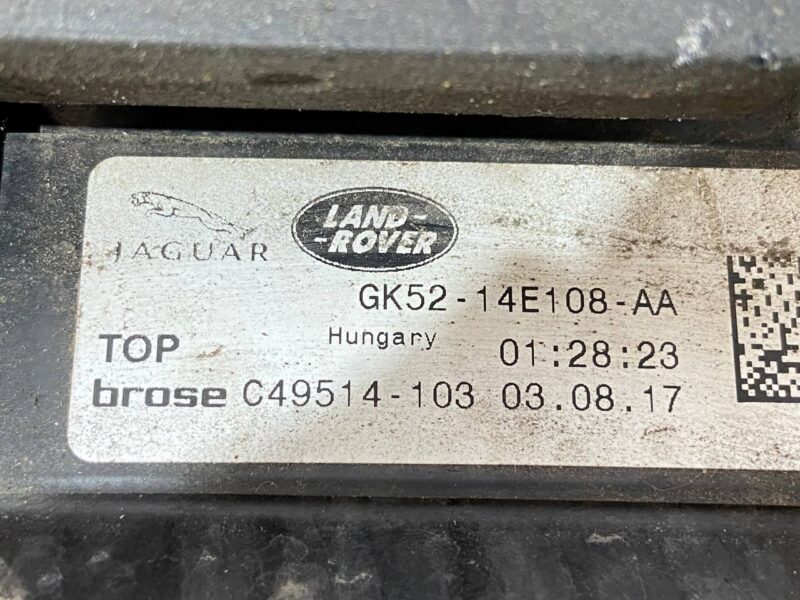 JAGUAR
LAND-
-ROVER
GK52-14E108-AA
TOP Hungary 01:28:23
brose C49514-103 03.08.17